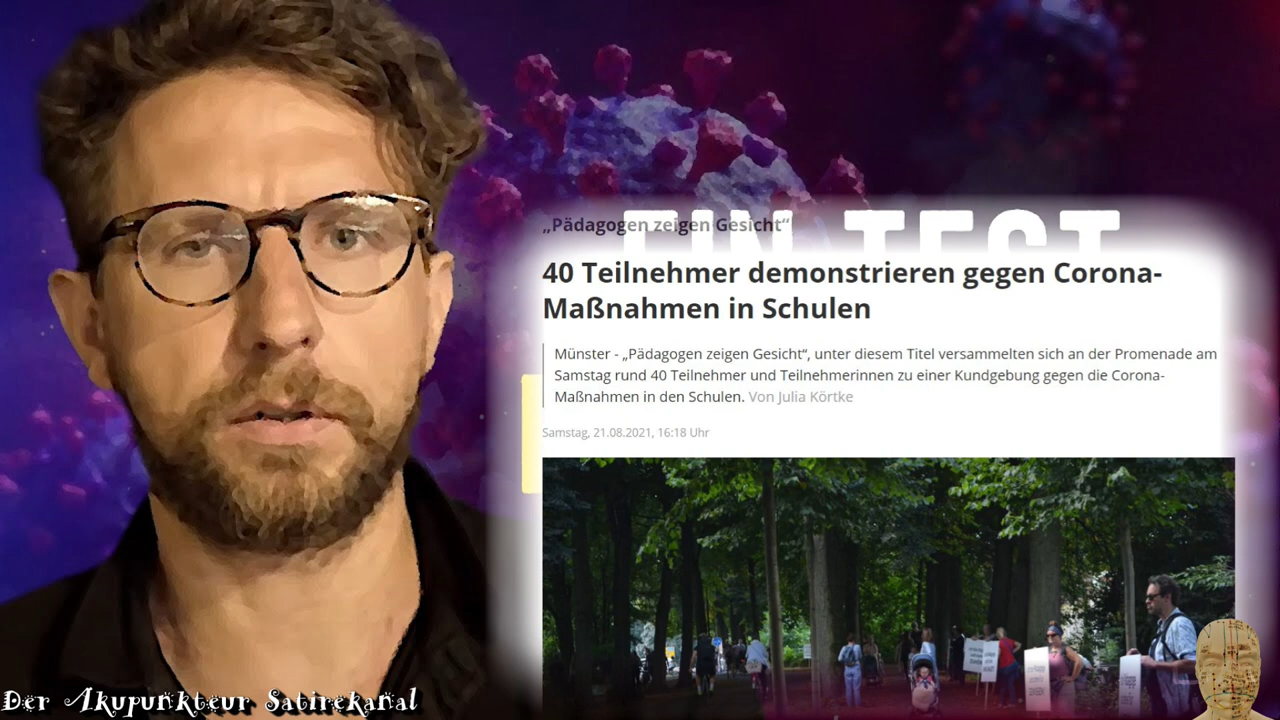 EIN TEST
„Pädagogen zeigen Gesicht“
40 Teilnehmer demonstrieren gegen Corona-
Maßnahmen in Schulen
Münster - „Pädagogen zeigen Gesicht“, unter diesem Titel versammelten sich an der Promenade am
Samstag rund 40 Teilnehmer und Teilnehmerinnen zu einer Kundgebung gegen die Corona-
Maßnahmen in den Schulen. Von Julia Körtke
Samstag, 21.08.2021, 16:18 Uhr
Der Akupunkteur Satirekanal